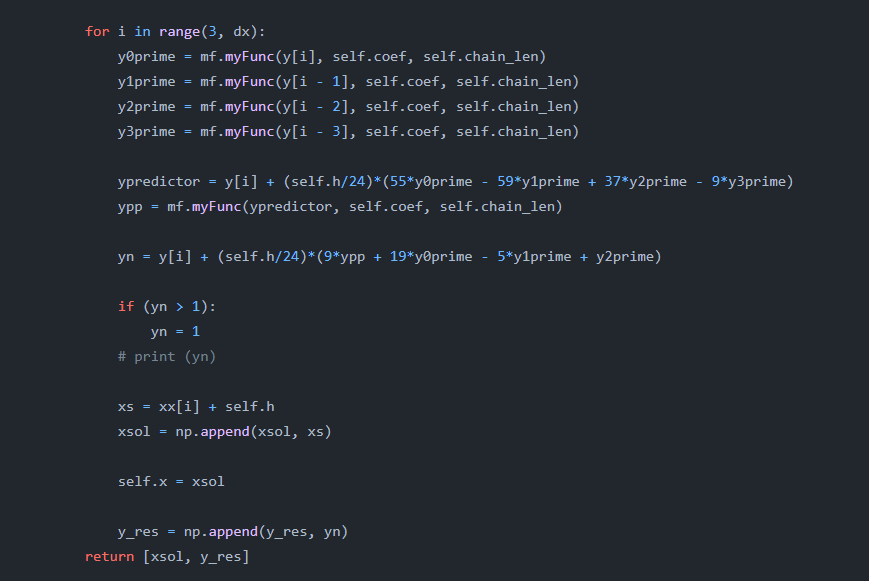 for i in range(3, dx):
y0prime = mf.myFunc(y[i], self.coef, self.chain_len)
y1prime = mf.myFunc(y[i - 1], self.coef, self.chain_len)
y2prime = mf.myFunc(y[i - 2], self.coef, self.chain_len)
y3prime = mf.myFunc(y[i - 3], self.coef, self.chain_len)
ypredictor = y[i] + (self.h/24)*(55*y0prime - 59*y1prime + 37*y2prime - 9*y3prime)
ypp = mf.myFunc(ypredictor, self.coef, self.chain_len)
yn = y[i] + (self.h/24)*(9*ypp + 19*y0prime - 5*y1prime + y2prime)
if (yn > 1):
yn = 1
# print (yn)
xs = xx[i] + self.h
xsol = np.append(xsol, xs)
self.x = xsol
y_res = np.append(y_res, yn)
return [xsol, y_res]